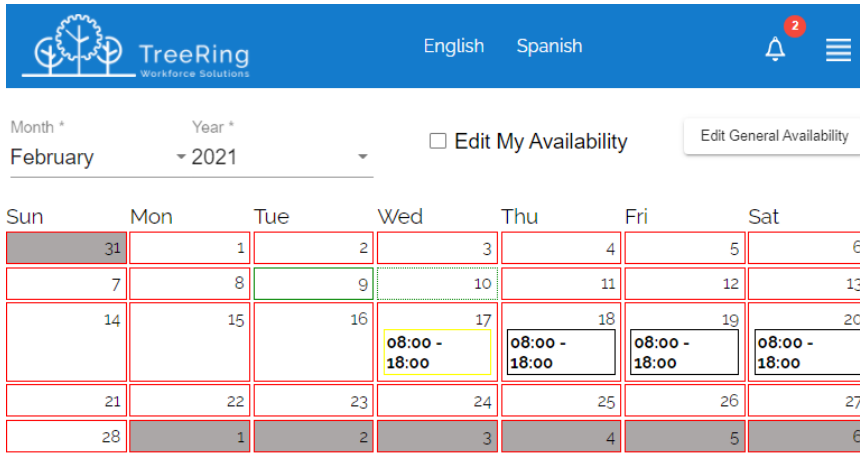 TreeRing
Workforce Solutions
English Spanish
2
Month * Year *
February 2021
Edit My Availability
Edit General Availability
Sun Mon Tue Wed Thu Fri Sat
31 1 2 3 4 5 6
7 8 9 10 11 12 13
14 15 16 17 18 19 20
08:00 - 08:00 - 08:00 - 08:00 -
18:00 18:00 18:00 18:00
21 22 23 24 25 26 27
28 1 2 3 4 5 6